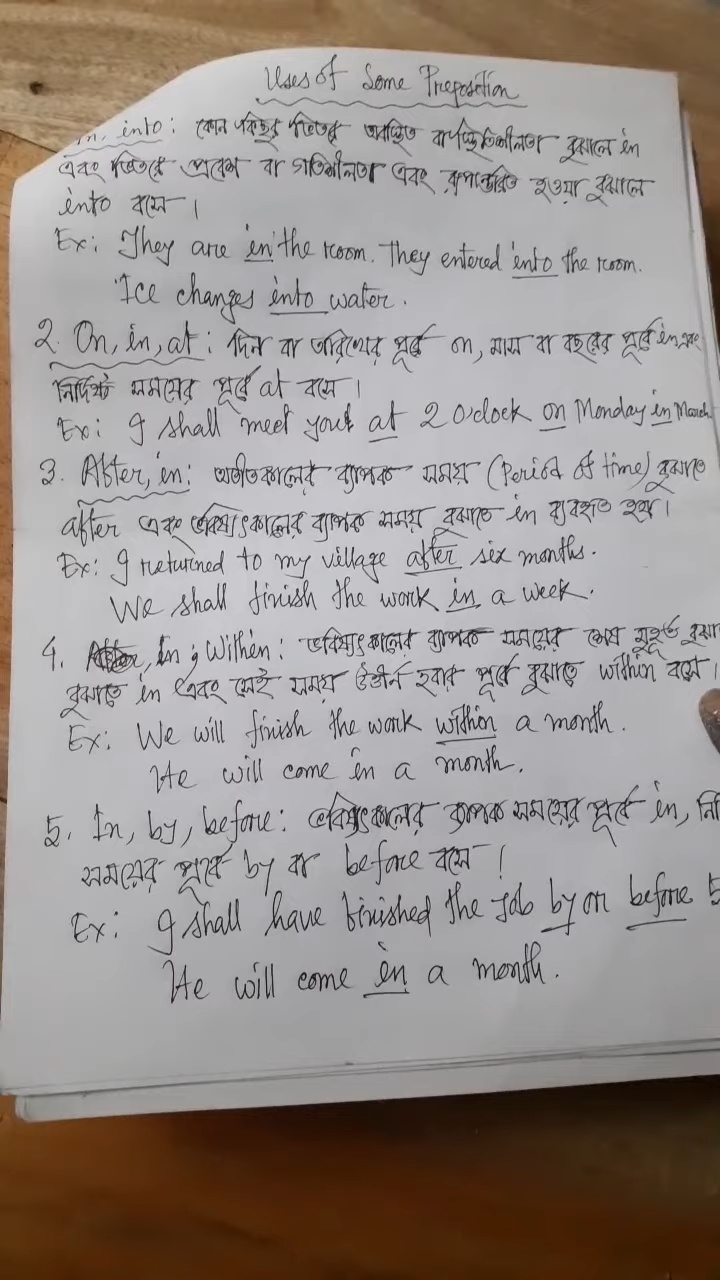 Uses of Some Preposition
In, into: কোন কিছুর ভিতরে অবস্থিত বা স্থিতিশীলতা বুঝালে in
এবং ভিতরে প্রবেশ বা গতিশীলতা এবং রূপান্তরিত হওয়া বুঝালে
into বসে।
Ex: They are in the room. They entered into the room.
Ice changes into water.
2. On, in, at: দিন বা তারিখের পূর্বে on, মাস বা বছরের পূর্বে in এবং
নির্দিষ্ট সময়ের পূর্বে at বসে।
Ex: I shall meet you at 2 O'clock on Monday in March
3. After, in: অতীতকালের ব্যাপক সময় (Period of time) বুঝাতে
after এবং ভবিষ্যৎকালের ব্যাপক সময় বুঝাতে in ব্যবহৃত হয়।
Ex: I returned to my village after six months.
We shall finish the work in a week.
4. In, Within: ভবিষ্যৎকালের ব্যাপক সময়ের শেষ মুহূর্ত
বুঝাতে in এবং সেই সময় উত্তীর্ন হবার পূর্বে বুঝাতে within বসে।
Ex: We will finish the work within a month.
He will come in a month.
5. In, by, before: ভবিষ্যৎকালের ব্যাপক সময়ের পূর্বে in,
সময়ের পূর্বে by বা before বসে।
Ex: I shall have finished the job by or before 5
He will come in a month.